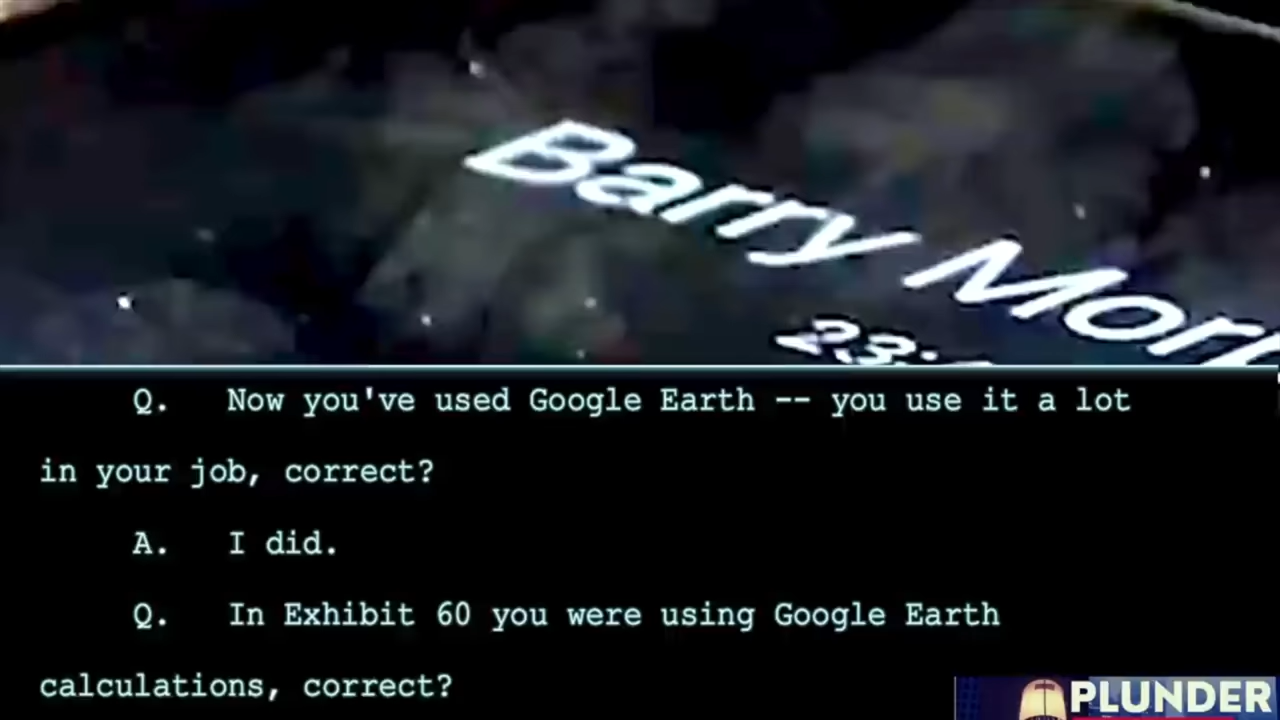 Barry
Q. Now you've used Google Earth -- you use it a lot
in your job, correct?
A. I did.
Q. In Exhibit 60 you were using Google Earth
calculations, correct?
PLUNDER